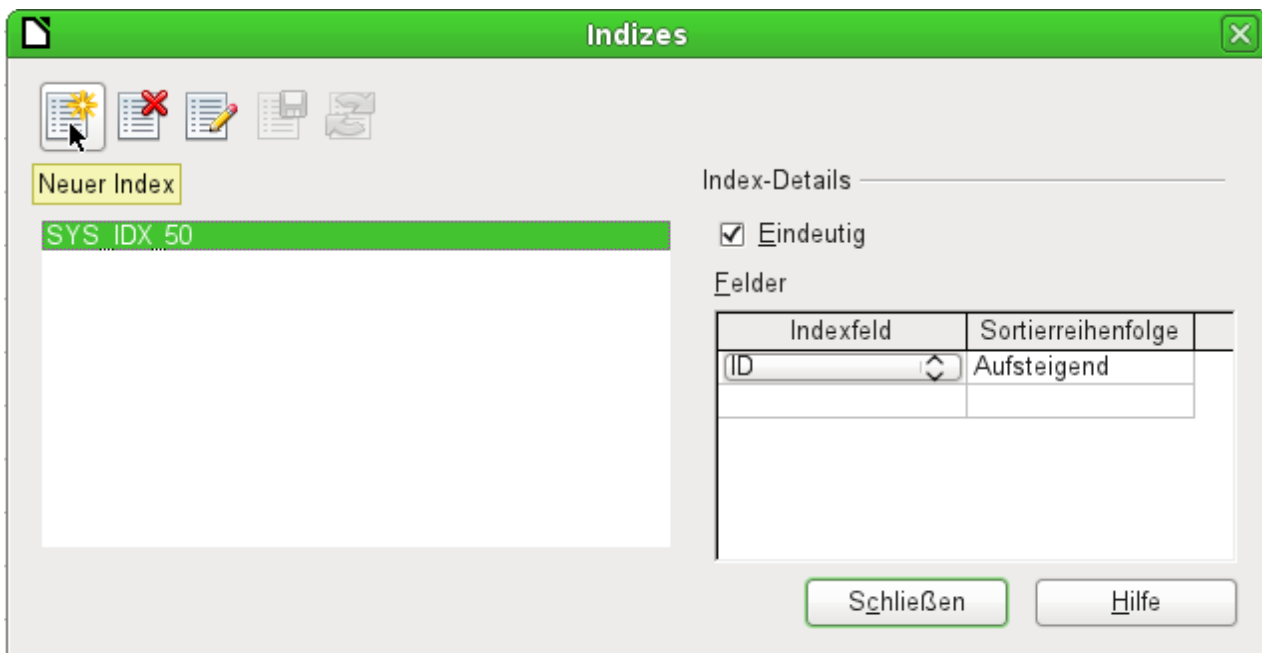 Indizes
Neuer Index
SYS_IDX_50
Index-Details
Eindeutig
Felder
Indexfeld Sortierreihenfolge
ID Aufsteigend
Schließen Hilfe